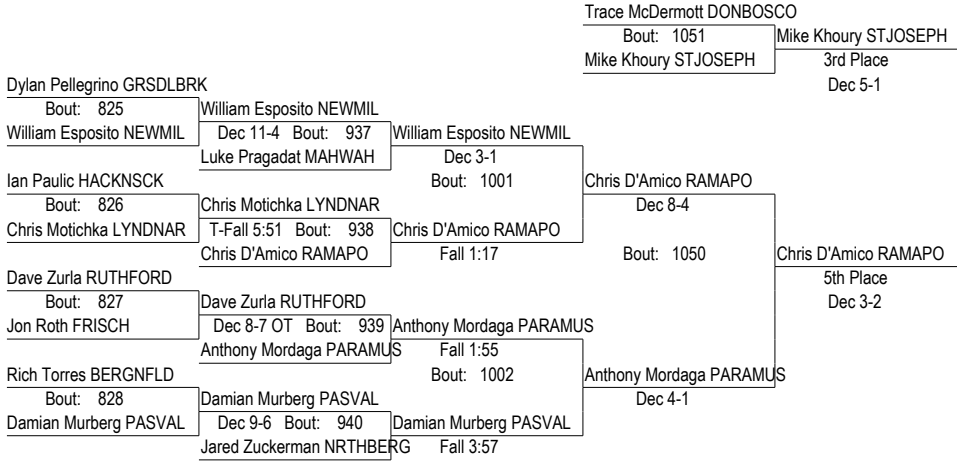 Trace McDermott DONBOSCO
Bout: 1051 Mike Khoury STJOSEPH
Mike Khoury STJOSEPH 3rd Place
Dylan Pellegrino GRSDLBRK Dec 5-1
Bout: 825 William Esposito NEWMIL
William Esposito NEWMIL Dec 11-4 Bout: 937 William Esposito NEWMIL
Luke Pragadat MAHWAH Dec 3-1
Ian Paulic HACKNSCK Bout: 1001 Chris D'Amico RAMAPO
Bout: 826 Chris Motichka LYNDNAR Dec 8-4
Chris Motichka LYNDNAR T-Fall 5:51 Bout: 938 Chris D'Amico RAMAPO
Chris D'Amico RAMAPO Fall 1:17 Bout: 1050 Chris D'Amico RAMAPO
Dave Zurla RUTHFORD 5th Place
Bout: 827 Dave Zurla RUTHFORD Dec 3-2
Jon Roth FRISCH Dec 8-7 OT Bout: 939 Anthony Mordaga PARAMUS
Anthony Mordaga PARAMUS Fall 1:55
Rich Torres BERGNFLD Bout: 1002 Anthony Mordaga PARAMUS
Bout: 828 Damian Murberg PASVAL Dec 4-1
Damian Murberg PASVAL Dec 9-6 Bout: 940 Damian Murberg PASVAL
Jared Zuckerman NRTHBERG Fall 3:57